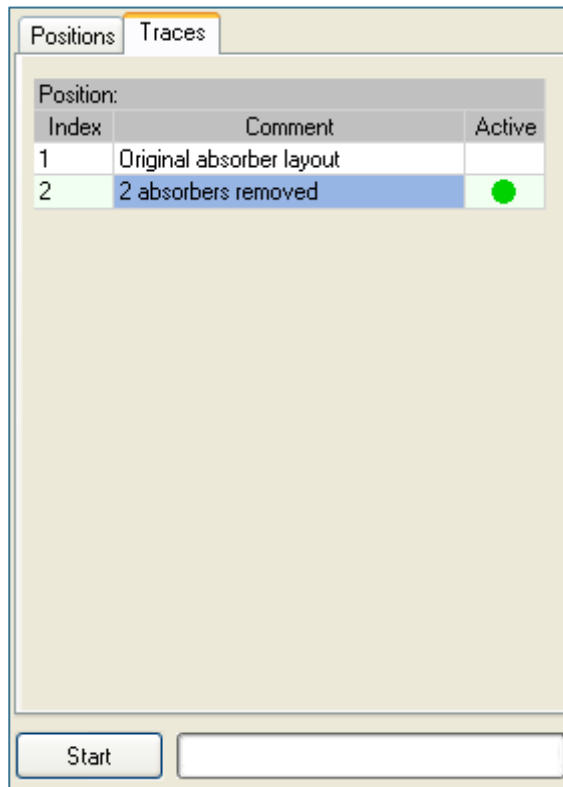 Positions Traces
Position:
Index Comment Active
1 Original absorber layout
2 2 absorbers removed
Start